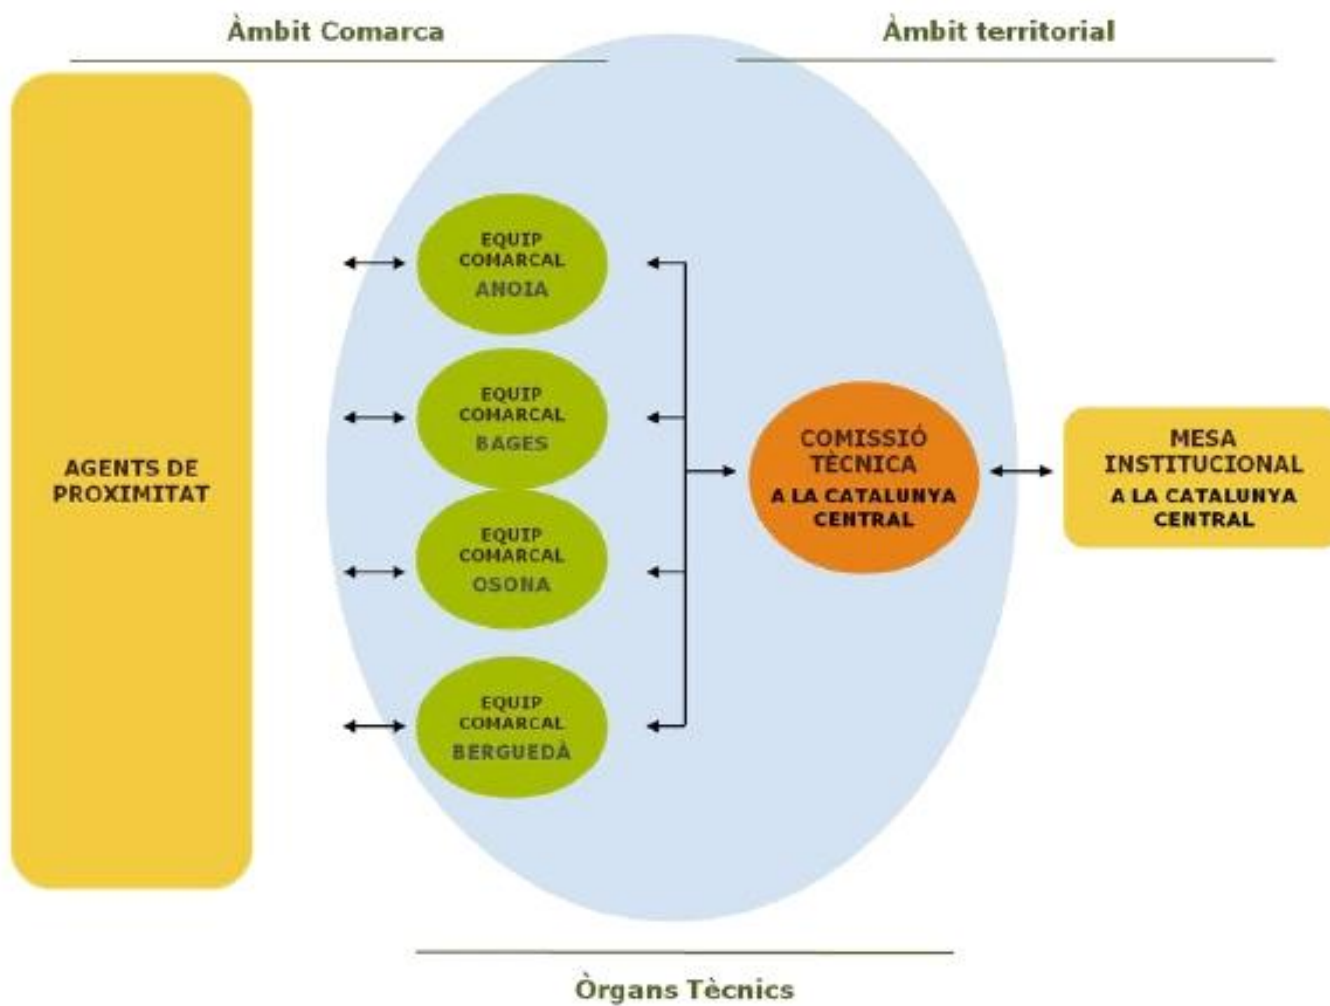 Àmbit Comarca
Àmbit territorial
AGENTS DE
PROXIMITAT
EQUIP
COMARCAL
ANOIA
EQUIP
COMARCAL
BAGES
EQUIP
COMARCAL
OSONA
EQUIP
COMARCAL
BERGUEDÀ
COMISSIÓ
TÈCNICA
A LA CATALUNYA
CENTRAL
MESA
INSTITUCIONAL
A LA CATALUNYA
CENTRAL
Òrgans Tècnics